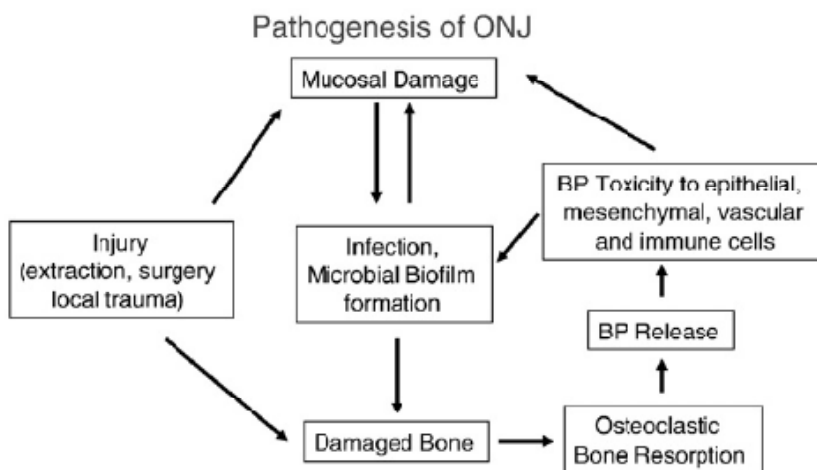 Pathogenesis of ONJ
Mucosal Damage
BP Toxicity to epithelial,
mesenchymal, vascular
and immune cells
Injury
(extraction, surgery
local trauma)
Infection,
Microbial Biofilm
formation
BP Release
Damaged Bone
Osteoclastic
Bone Resorption